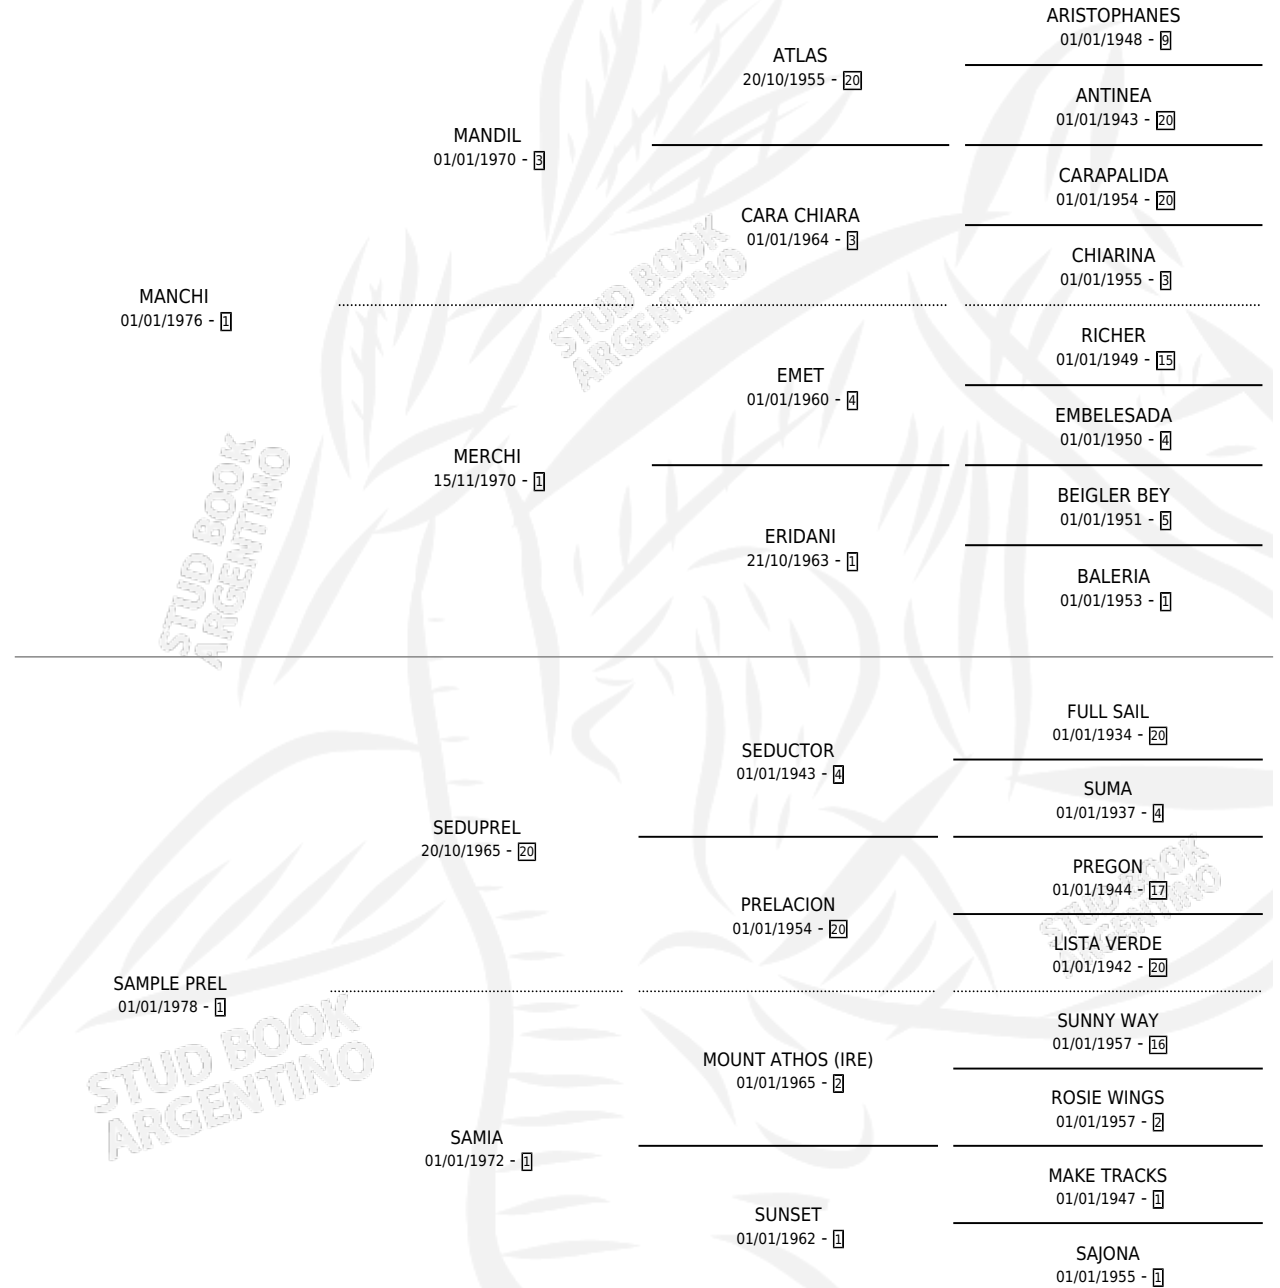 ARISTOPHANES
01/01/1948 - 9
ATLAS
20/10/1955 - 20
ANTINEA
01/01/1943 - 20
MANDIL
01/01/1970 - 3
CARAPALIDA
01/01/1954 - 20
CARA CHIARA
01/01/1964 - 3
CHIARINA
01/01/1955 - 3
STUD BOOK
ARGENTINO
MANCHI
01/01/1976 - 1
RICHER
01/01/1949 - 15
EMET
01/01/1960 - 4
EMBELESADA
01/01/1950 - 4
MERCHI
15/11/1970 - 1
BEIGLER BEY
01/01/1951 - 5
ERIDANI
21/10/1963 - 1
BALERIA
01/01/1953 - 1
STUD BOOK
ARGENTINO
FULL SAIL
01/01/1934 - 20
SEDUCTOR
01/01/1943 - 4
SUMA
01/01/1937 - 4
SEDUPREL
20/10/1965 - 20
PREGON
01/01/1944 - 17
PRELACION
01/01/1954 - 20
LISTA VERDE
01/01/1942 - 20
STUD BOOK
ARGENTINO
SAMPLE PREL
01/01/1978 - 1
SUNNY WAY
01/01/1957 - 16
MOUNT ATHOS (IRE)
01/01/1965 - 2
ROSIE WINGS
01/01/1957 - 2
STUD BOOK
ARGENTINO
SAMIA
01/01/1972 - 1
MAKE TRACKS
01/01/1947 - 1
SUNSET
01/01/1962 - 1
SAJONA
01/01/1955 - 1